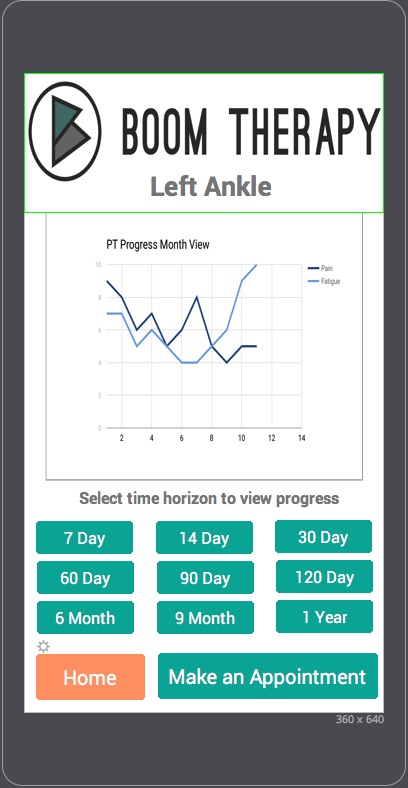 BOOM THERAPY
Left Ankle
PT Progress Month View
10
8
6
4
2
0
2 4 6 8 10 12 14
Pain
Fatigue
Select time horizon to view progress
7 Day 14 Day 30 Day
60 Day 90 Day 120 Day
6 Month 9 Month 1 Year
Home Make an Appointment
360 x 640